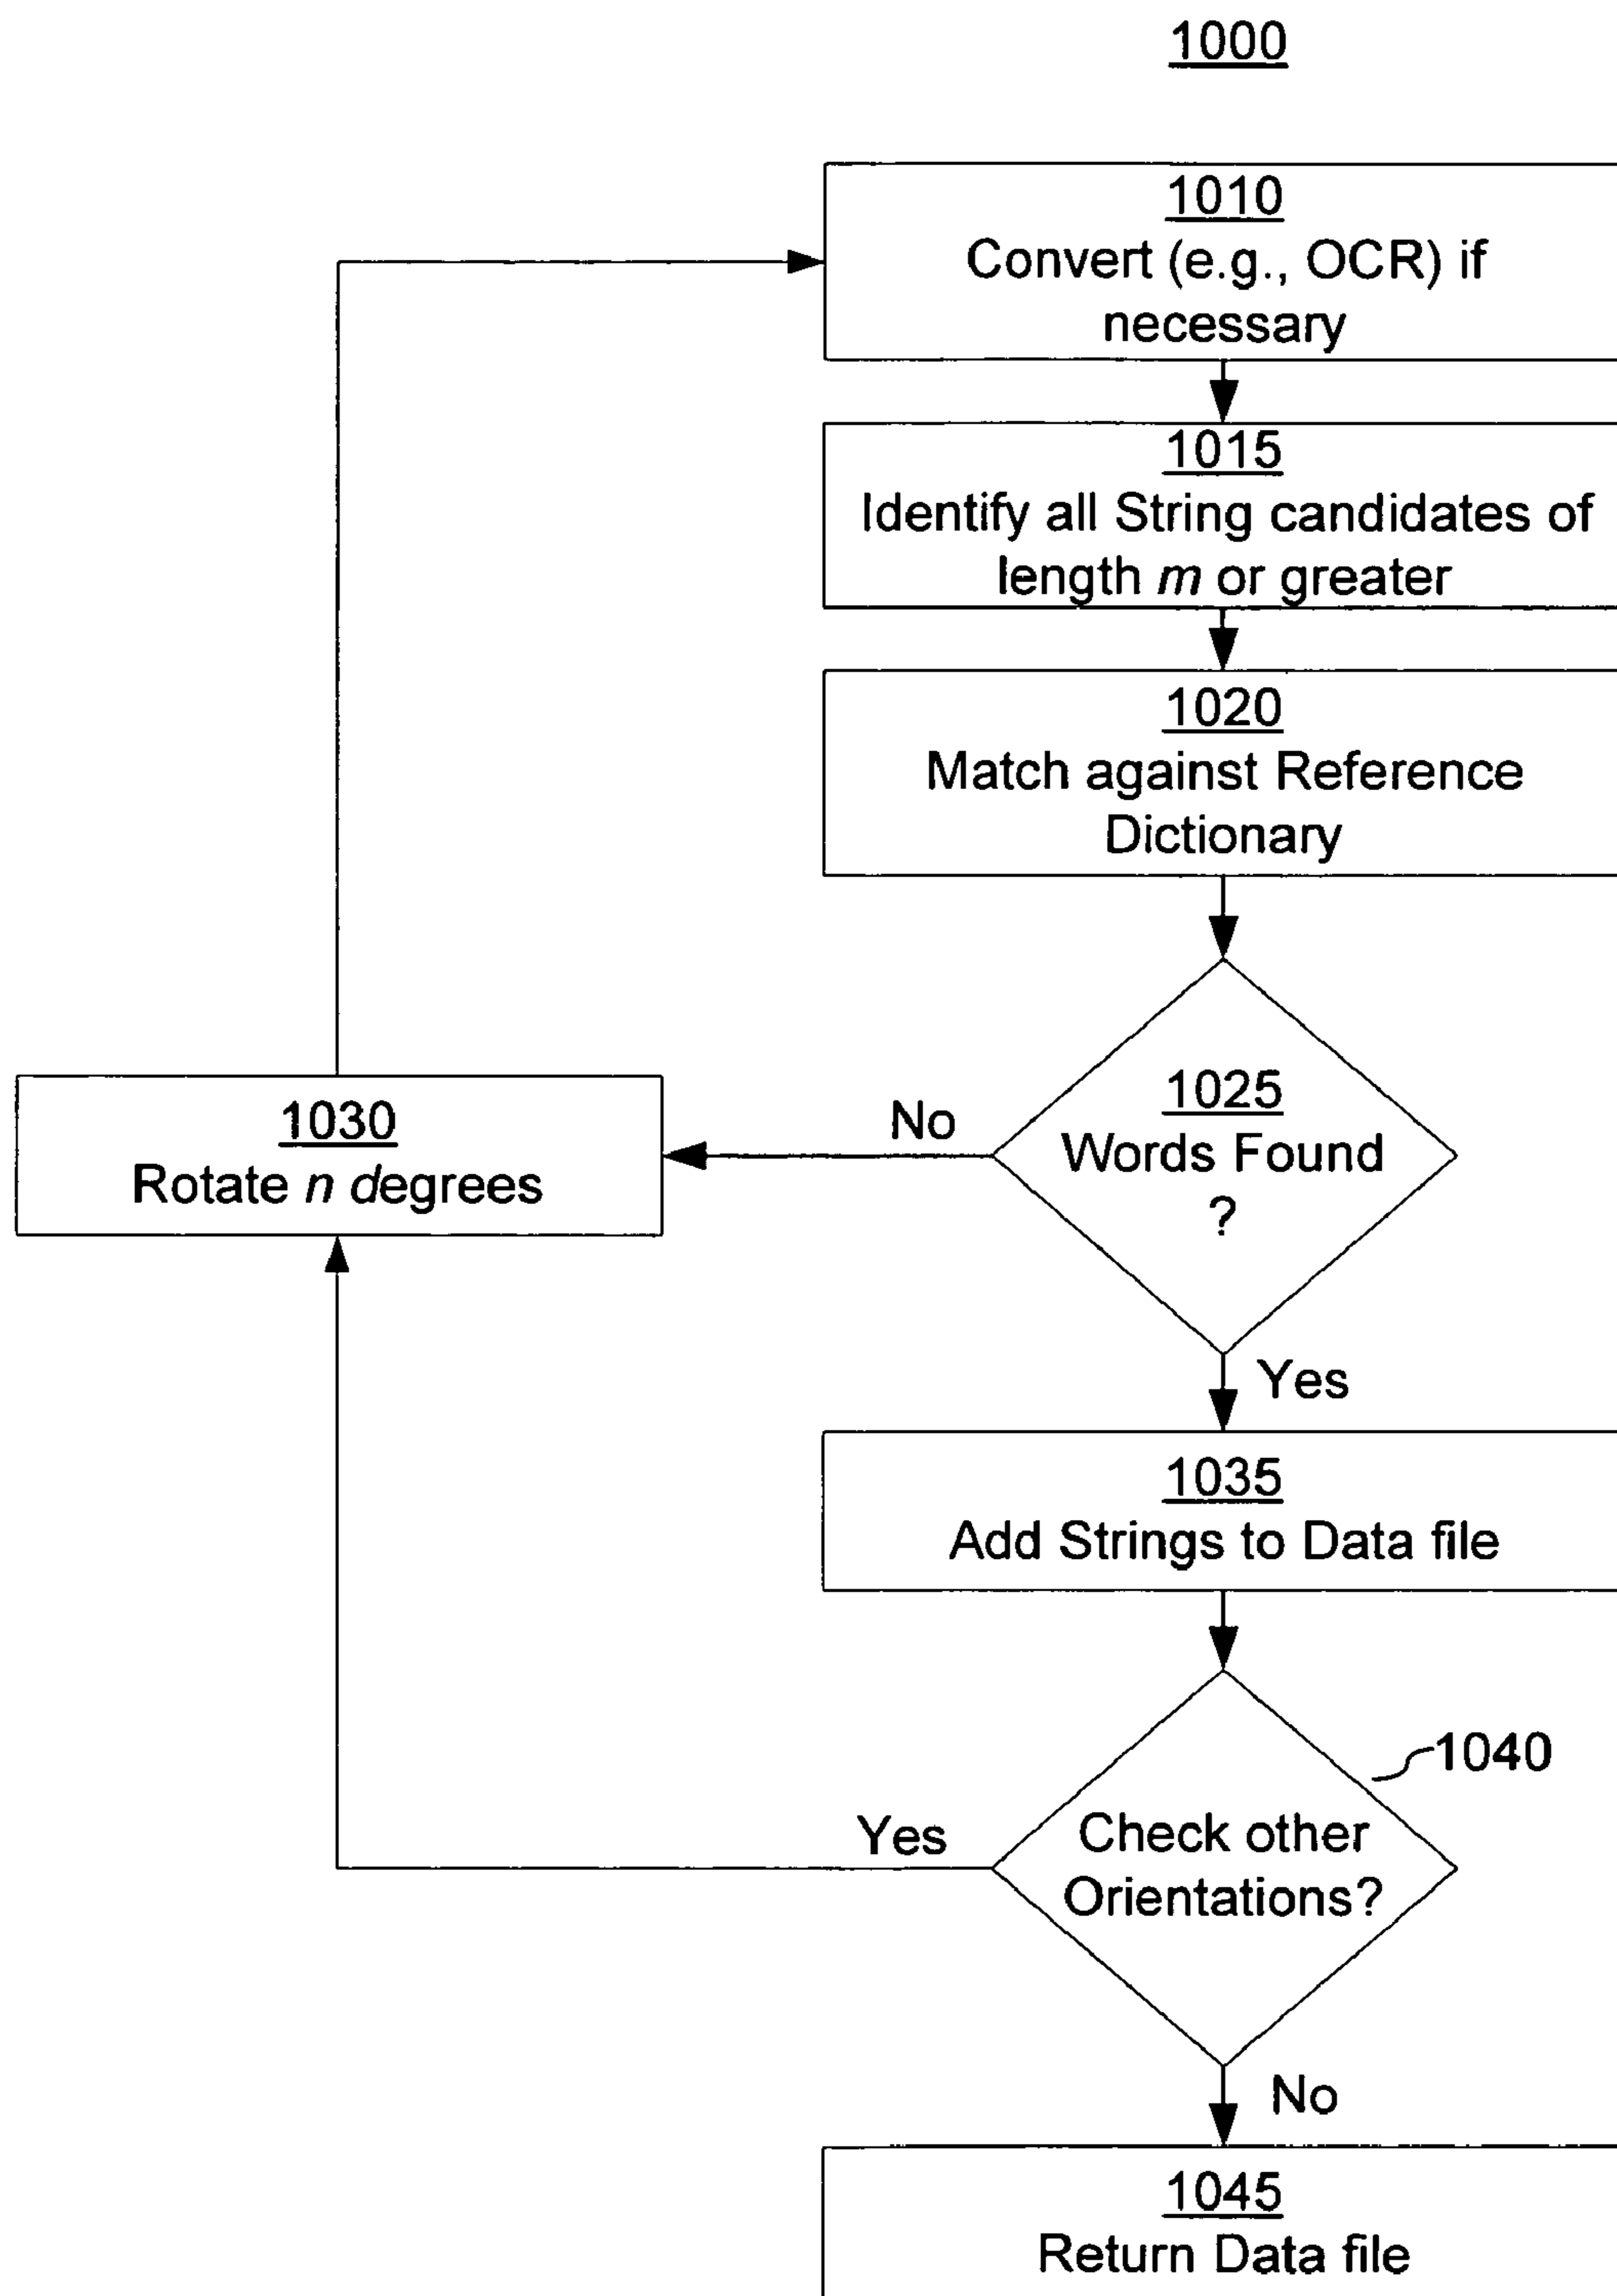 1000
1010
Convert (e.g., OCR) if
necessary
1015
Identify all String candidates of
length m or greater
1020
Match against Reference
Dictionary
1025
Words Found
?
No
1030
Rotate n degrees
Yes
1035
Add Strings to Data file
1040
Check other
Orientations?
Yes
No
1045
Return Data file